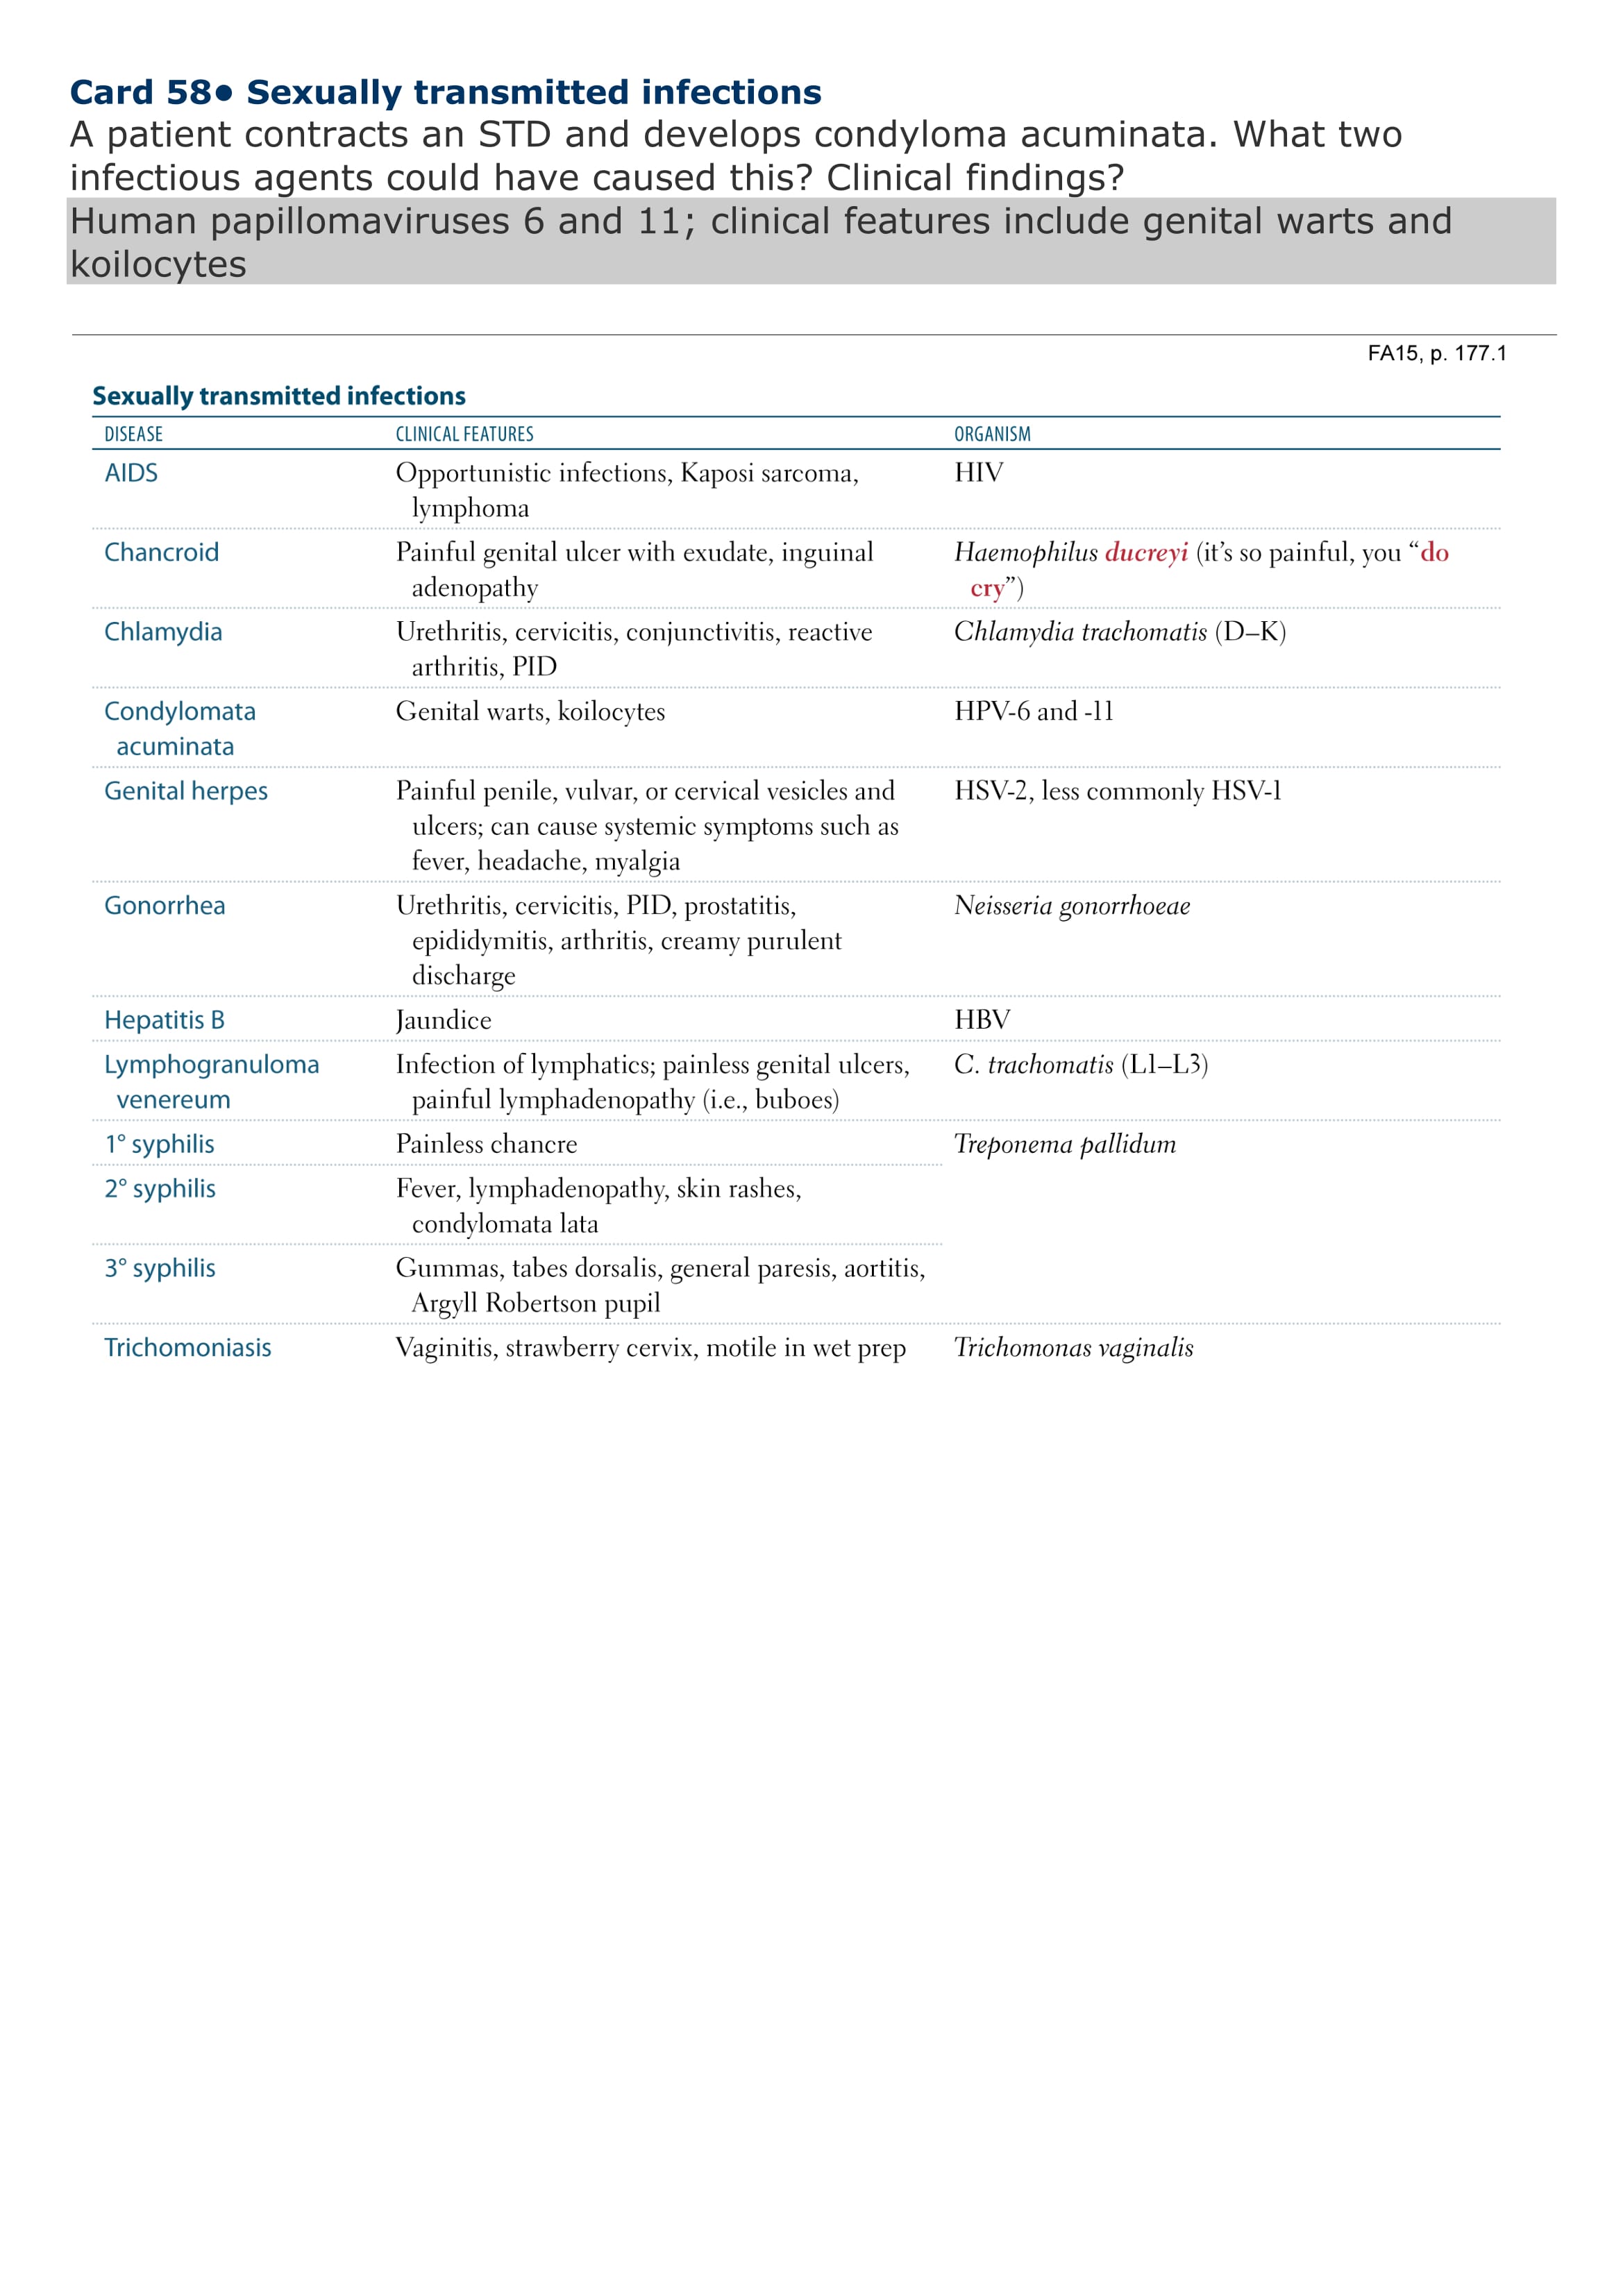 Card 58● Sexually transmitted infections
A patient contracts an STD and develops condyloma acuminata. What two
infectious agents could have caused this? Clinical findings?
Human papillomaviruses 6 and 11; clinical features include genital warts and
koilocytes
FA15, p. 177.1
Sexually transmitted infections
DISEASE CLINICAL FEATURES ORGANISM
AIDS Opportunistic infections, Kaposi sarcoma, HIV
lymphoma
Chancroid Painful genital ulcer with exudate, inguinal Haemophilus ducreyi (it’s so painful, you “do
adenopathy cry”)
Chlamydia Urethritis, cervicitis, conjunctivitis, reactive Chlamydia trachomatis (D–K)
arthritis, PID
Condylomata Genital warts, koilocytes HPV-6 and -11
acuminata
Genital herpes Painful penile, vulvar, or cervical vesicles and HSV-2, less commonly HSV-1
ulcers; can cause systemic symptoms such as
fever, headache, myalgia
Gonorrhea Urethritis, cervicitis, PID, prostatitis, Neisseria gonorrhoeae
epididymitis, arthritis, creamy purulent
discharge
Hepatitis B Jaundice HBV
Lymphogranuloma Infection of lymphatics; painless genital ulcers, C. trachomatis (L1–L3)
venereum painful lymphadenopathy (i.e., buboes)
1° syphilis Painless chancre Treponema pallidum
2° syphilis Fever, lymphadenopathy, skin rashes,
condylomata lata
3° syphilis Gummas, tabes dorsalis, general paresis, aortitis,
Argyll Robertson pupil
Trichomoniasis Vaginitis, strawberry cervix, motile in wet prep Trichomonas vaginalis